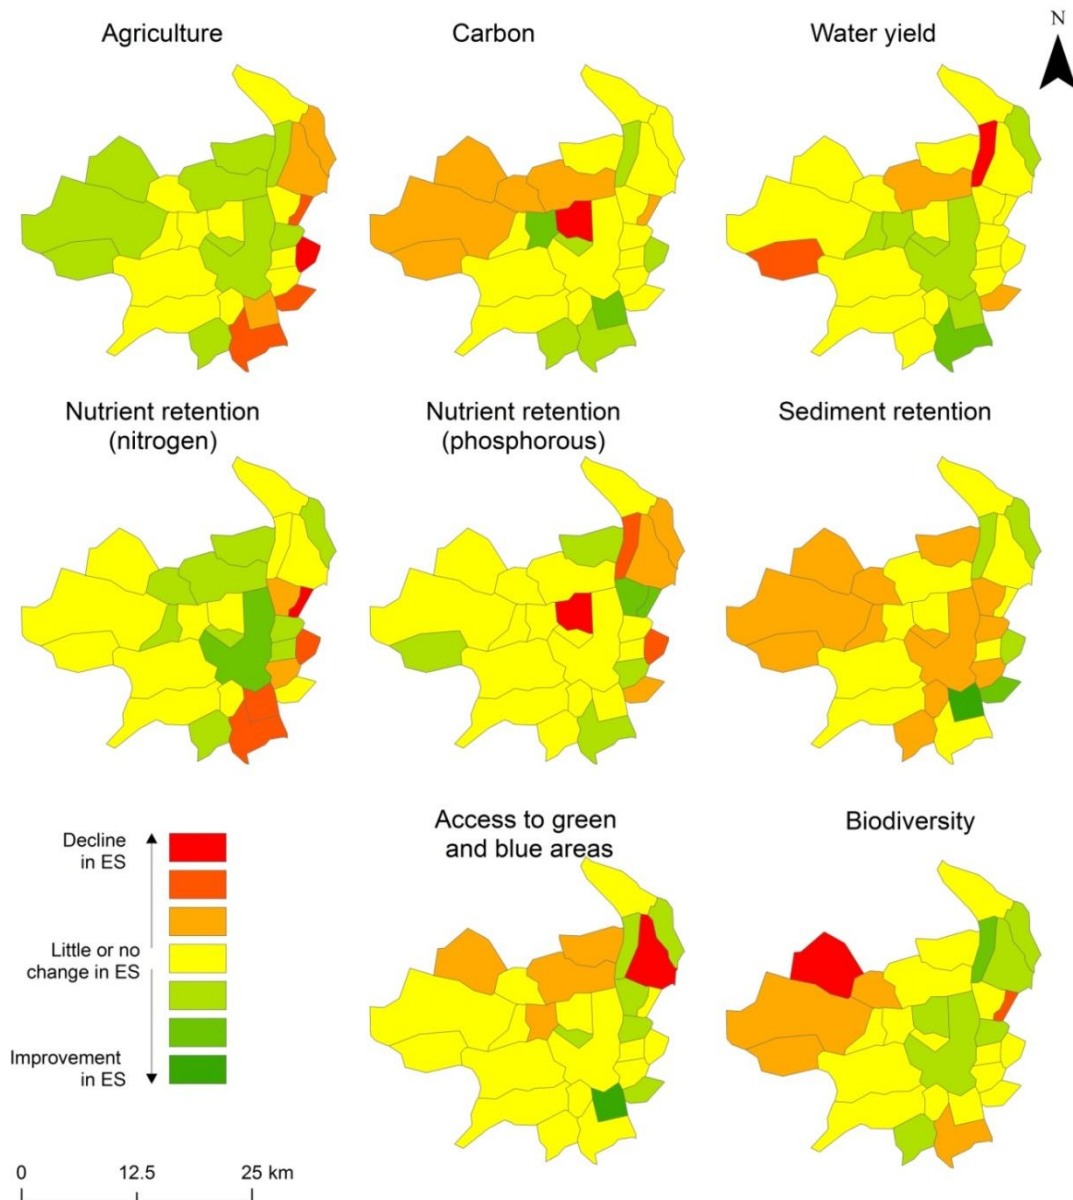 Agriculture
Carbon
Water yield
N
Nutrient retention
(nitrogen)
Nutrient retention
(phosphorous)
Sediment retention
Access to green
and blue areas
Biodiversity
Decline
in ES
Little or no
change in ES
Improvement
in ES
0 12.5 25 km